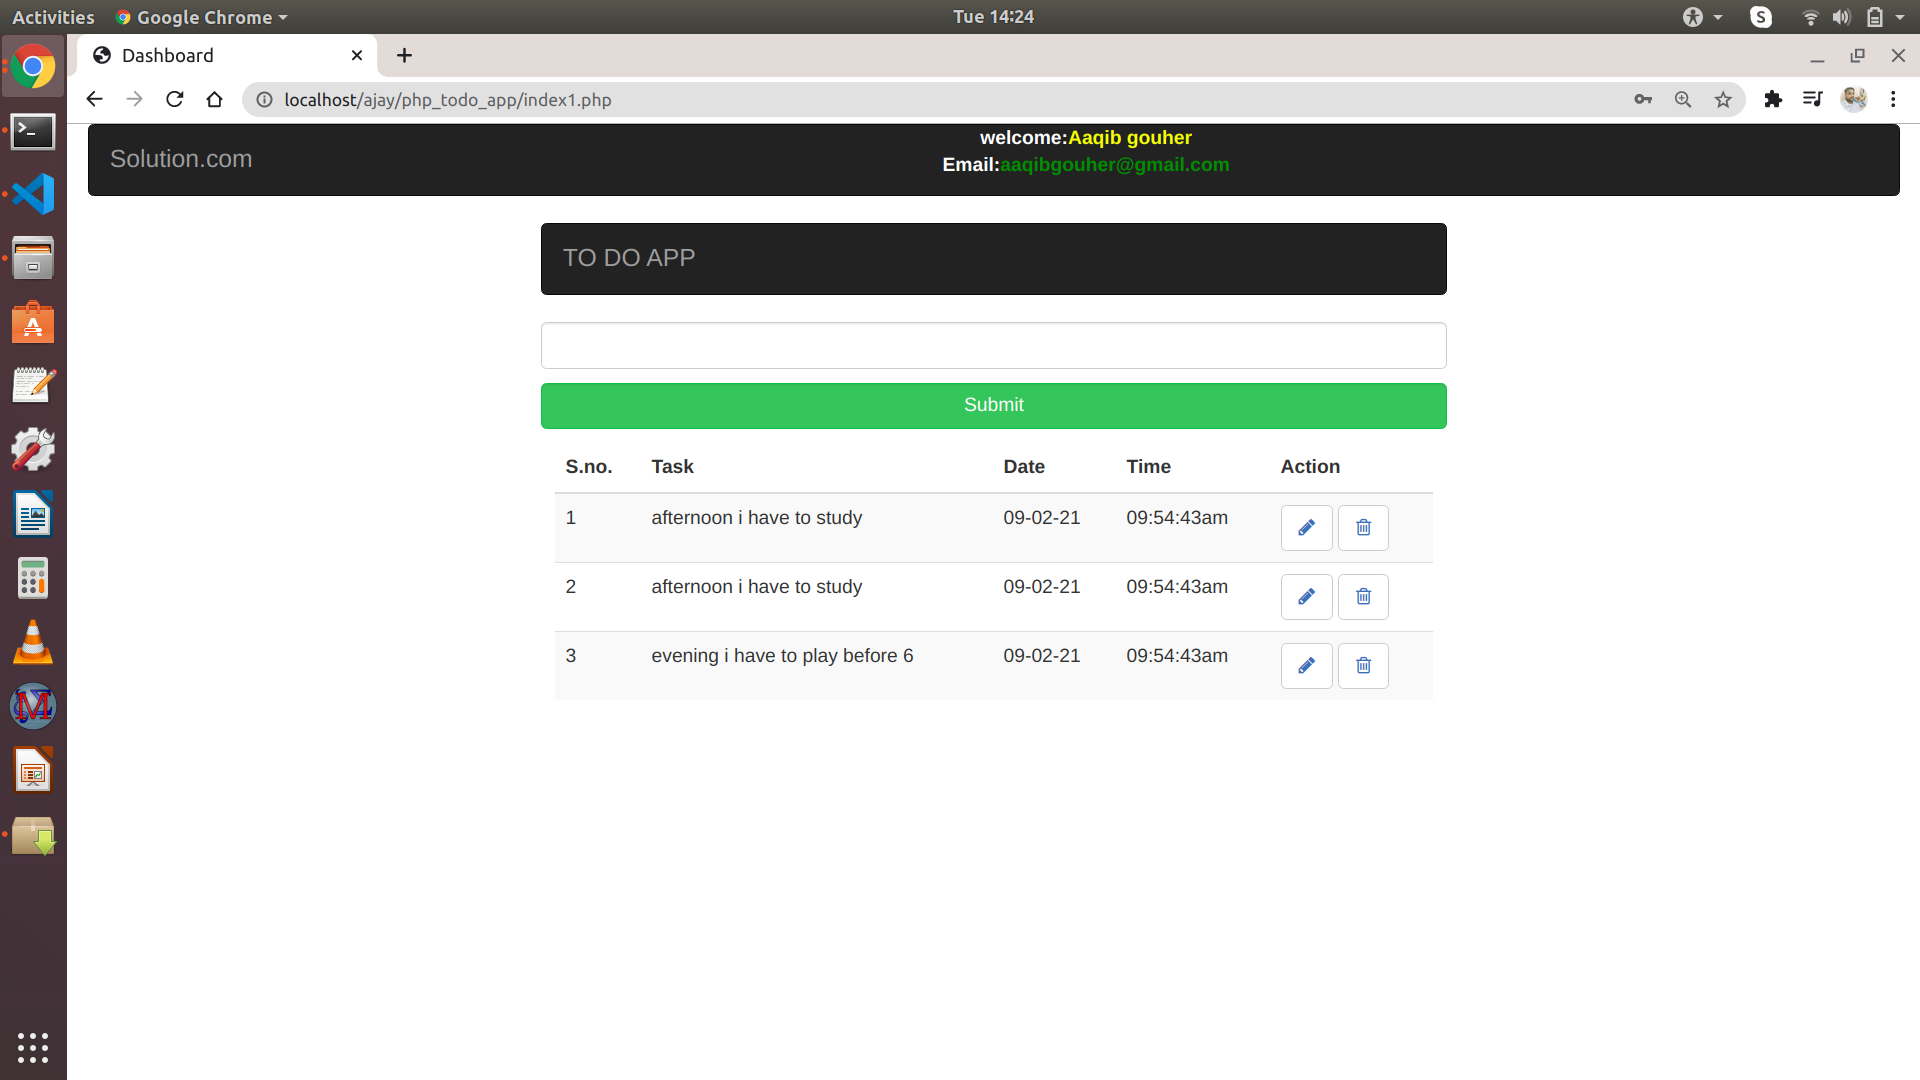 Activities Google Chrome Tue 14:24
Dashboard
localhost/ajay/php_todo_app/index1.php
Solution.com
welcome:Aaqib gouher
Email:aaqibgouher@gmail.com
TO DO APP
Submit
S.no. Task Date Time Action
1 afternoon i have to study 09-02-21 09:54:43am
2 afternoon i have to study 09-02-21 09:54:43am
3 evening i have to play before 6 09-02-21 09:54:43am